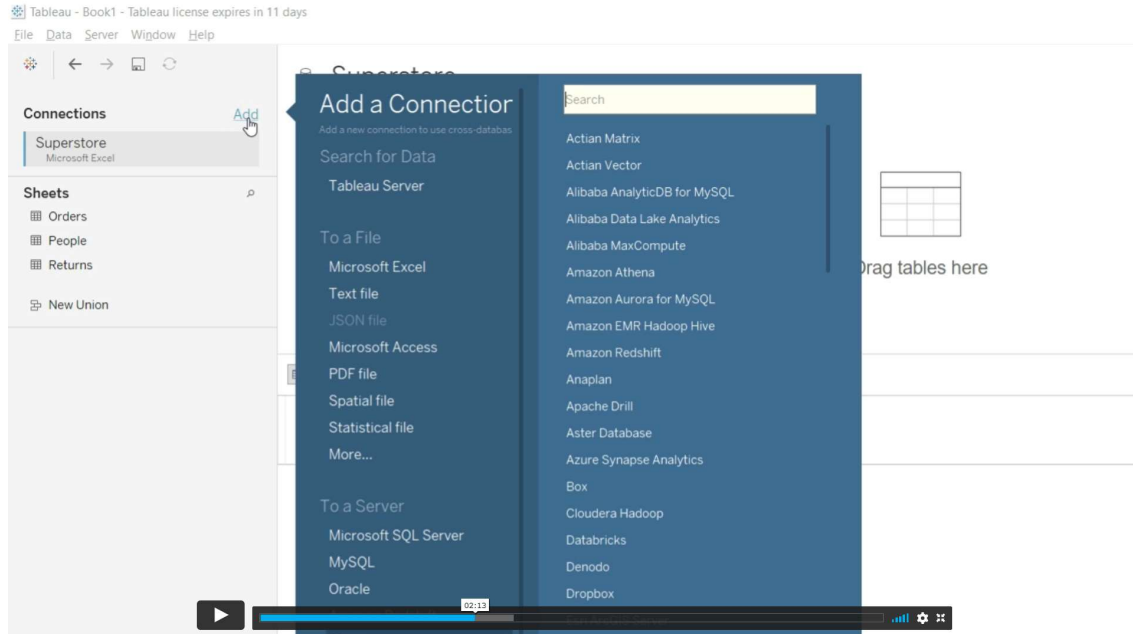 Tableau - Book1 - Tableau license expires in 11 days
File Data Server Window Help
Connections
Add
Superstore
Microsoft Excel
Sheets
Orders
People
Returns
New Union
Superstore
Add a Connection
Add a new connection to use cross-databas
Search for Data
Tableau Server
To a File
Microsoft Excel
Text file
JSON file
Microsoft Access
PDF file
Spatial file
Statistical file
More...
To a Server
Microsoft SQL Server
MySQL
Oracle
Search
Actian Matrix
Actian Vector
Alibaba AnalyticDB for MySQL
Alibaba Data Lake Analytics
Alibaba MaxCompute
Amazon Athena
Amazon Aurora for MySQL
Amazon EMR Hadoop Hive
Amazon Redshift
Anaplan
Apache Drill
Aster Database
Azure Synapse Analytics
Box
Cloudera Hadoop
Databricks
Denodo
Dropbox
Drag tables here
02:13